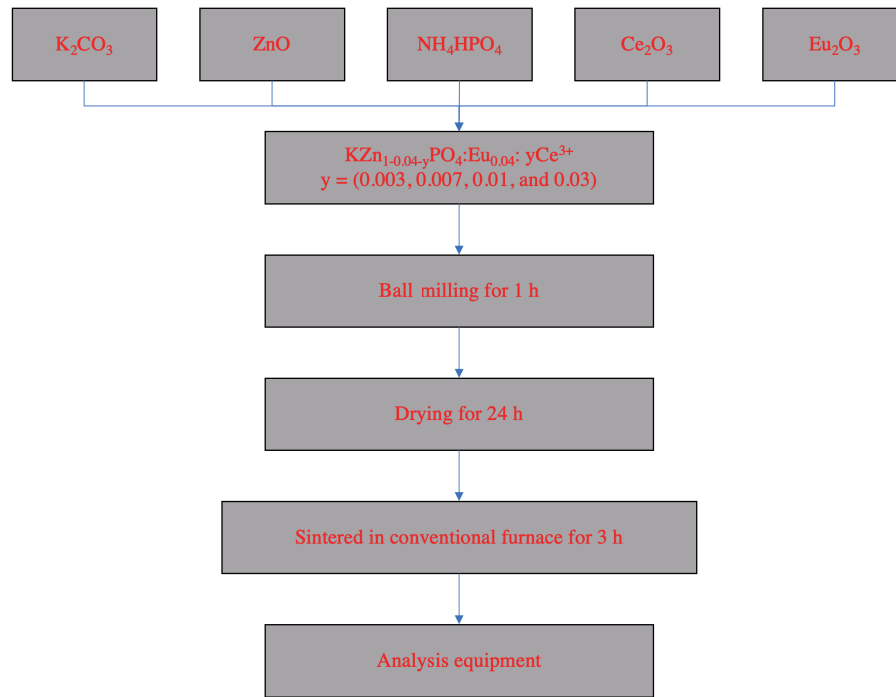 K₂CO₃
ZnO
NH₄HPO₄
Ce₂O₃
Eu₂O₃
KZn₁₋₀.₀₄₋ᵧPO₄:Eu₀.₀₄: yCe³⁺
y = (0.003, 0.007, 0.01, and 0.03)
Ball milling for 1 h
Drying for 24 h
Sintered in conventional furnace for 3 h
Analysis equipment